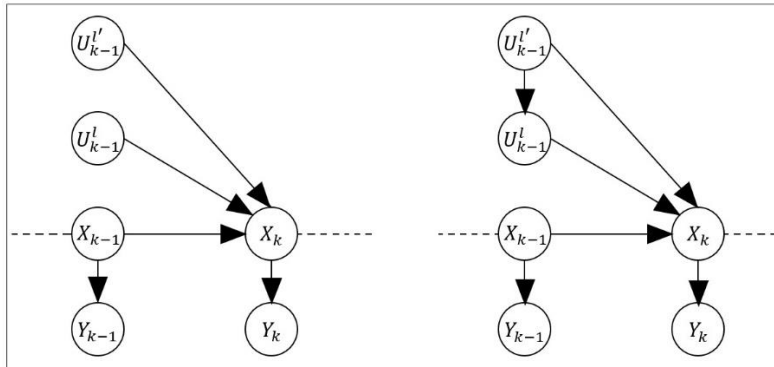 $U_{k-1}^{l'}$ $U_{k-1}^{l'}$
$U_{k-1}^{l}$ $U_{k-1}^{l}$
$X_{k-1}$ $X_k$ $X_{k-1}$ $X_k$
$Y_{k-1}$ $Y_k$ $Y_{k-1}$ $Y_k$